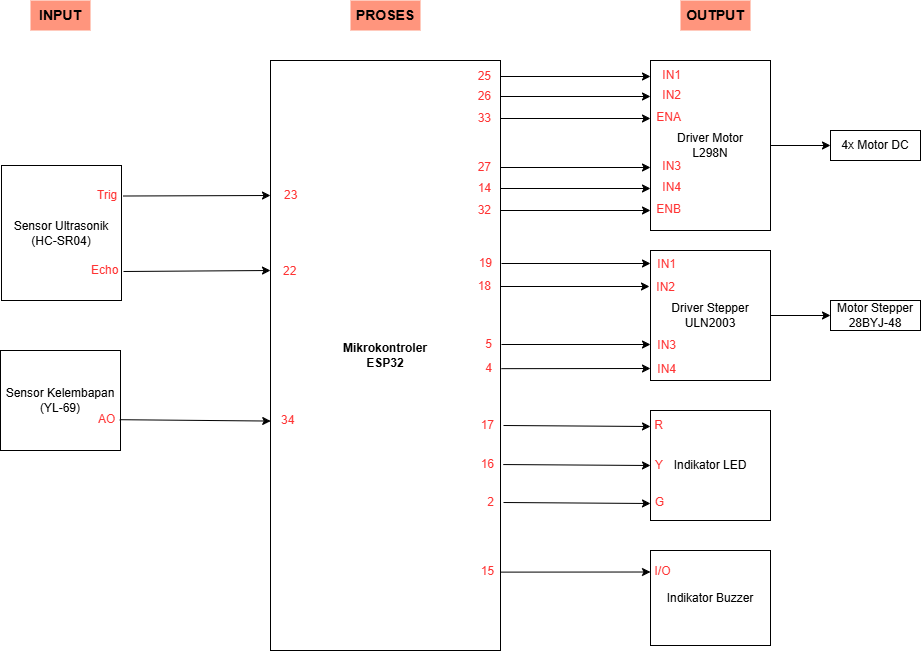 INPUT
PROSES
OUTPUT
Trig
Sensor Ultrasonik
(HC-SR04)
Echo
Sensor Kelembapan
(YL-69)
AO
23
22
34
Mikrokontroler
ESP32
25
26
33
27
14
32
19
18
5
4
17
16
2
15
IN1
IN2
ENA
Driver Motor
L298N
IN3
IN4
ENB
4x Motor DC
IN1
IN2
Driver Stepper
ULN2003
IN3
IN4
Motor Stepper
28BYJ-48
R
Y Indikator LED
G
I/O
Indikator Buzzer